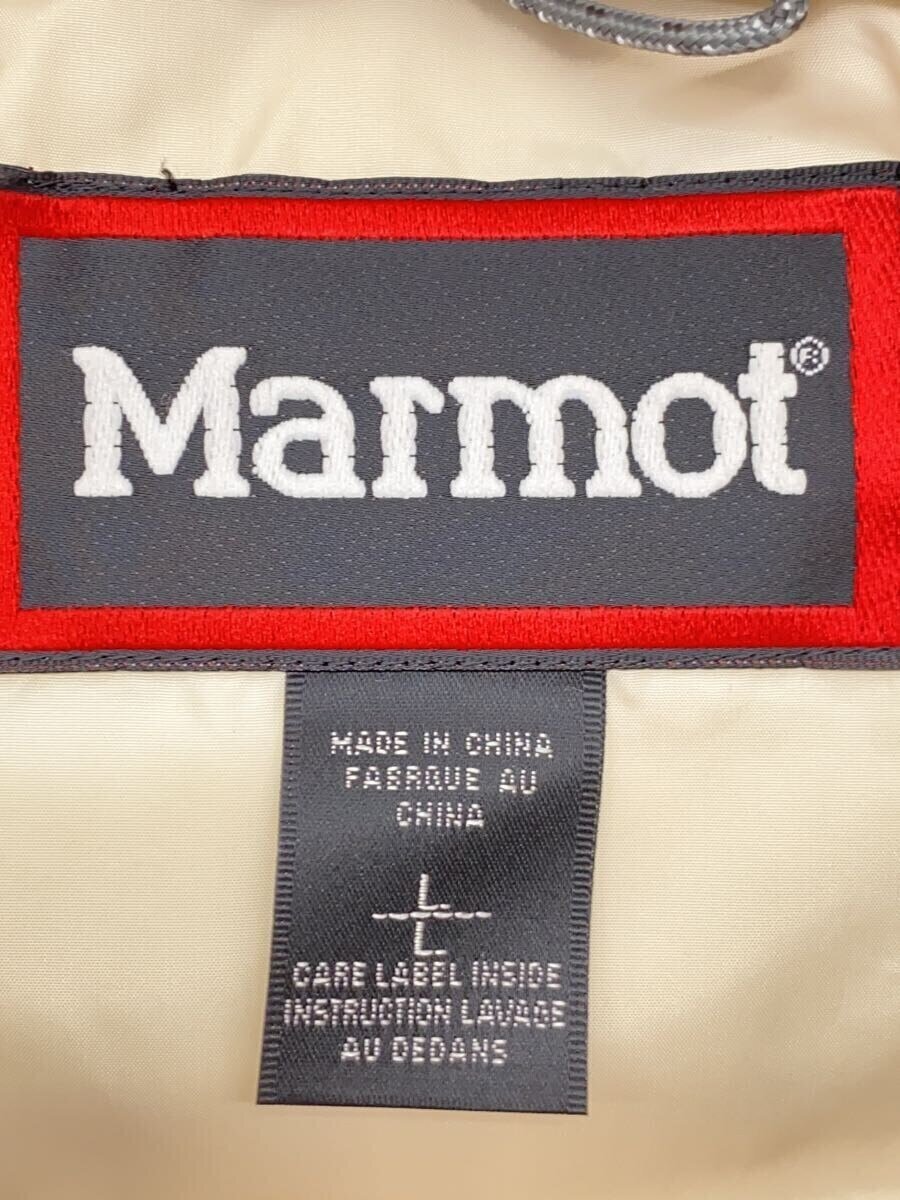 Marmot®
MADE IN CHINA
FABRQUE AU
CHINA
L.
L.
CARE LABEL INSIDE
INSTRUCTION LAVAGE
AU DEDANS